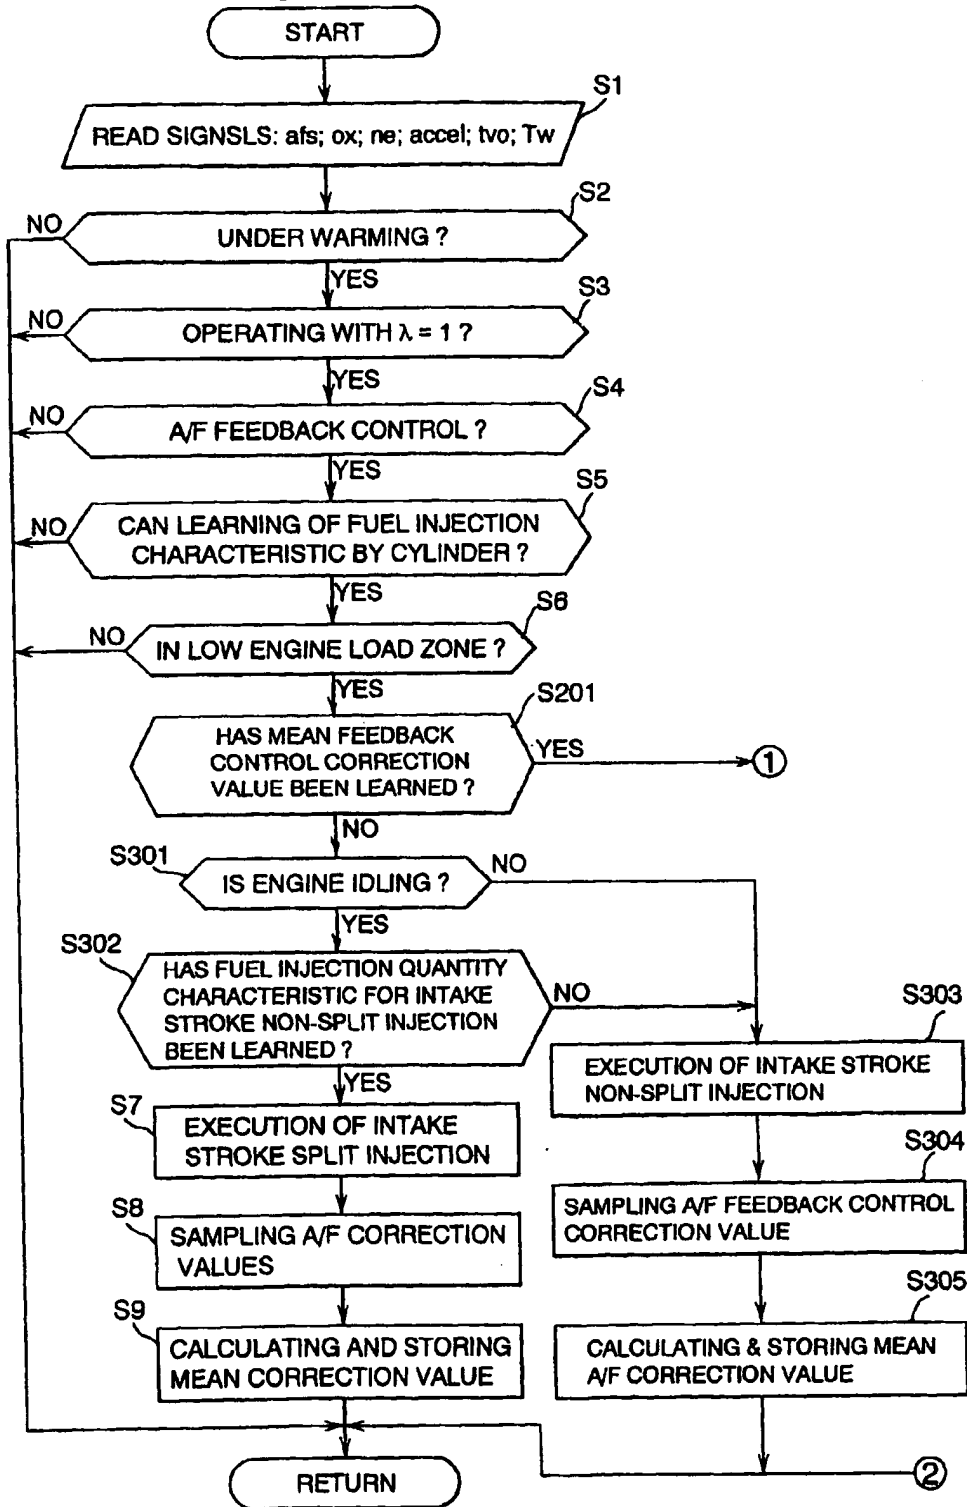 START
S1
READ SIGNSLS: afs; ox; ne; accel; tvo; Tw
S2
NO
UNDER WARMING ?
YES
S3
NO
OPERATING WITH λ = 1 ?
YES
S4
NO
A/F FEEDBACK CONTROL ?
YES
S5
NO
CAN LEARNING OF FUEL INJECTION
CHARACTERISTIC BY CYLINDER ?
YES
S6
NO
IN LOW ENGINE LOAD ZONE ?
YES
S201
HAS MEAN FEEDBACK
CONTROL CORRECTION
VALUE BEEN LEARNED ?
YES
①
NO
S301
IS ENGINE IDLING ?
NO
YES
S302
HAS FUEL INJECTION QUANTITY
CHARACTERISTIC FOR INTAKE
STROKE NON-SPLIT INJECTION
BEEN LEARNED ?
NO
YES
S303
EXECUTION OF INTAKE STROKE
NON-SPLIT INJECTION
S7
EXECUTION OF INTAKE
STROKE SPLIT INJECTION
S304
SAMPLING A/F FEEDBACK CONTROL
CORRECTION VALUE
S8
SAMPLING A/F CORRECTION
VALUES
S305
CALCULATING & STORING MEAN
A/F CORRECTION VALUE
S9
CALCULATING AND STORING
MEAN CORRECTION VALUE
②
RETURN